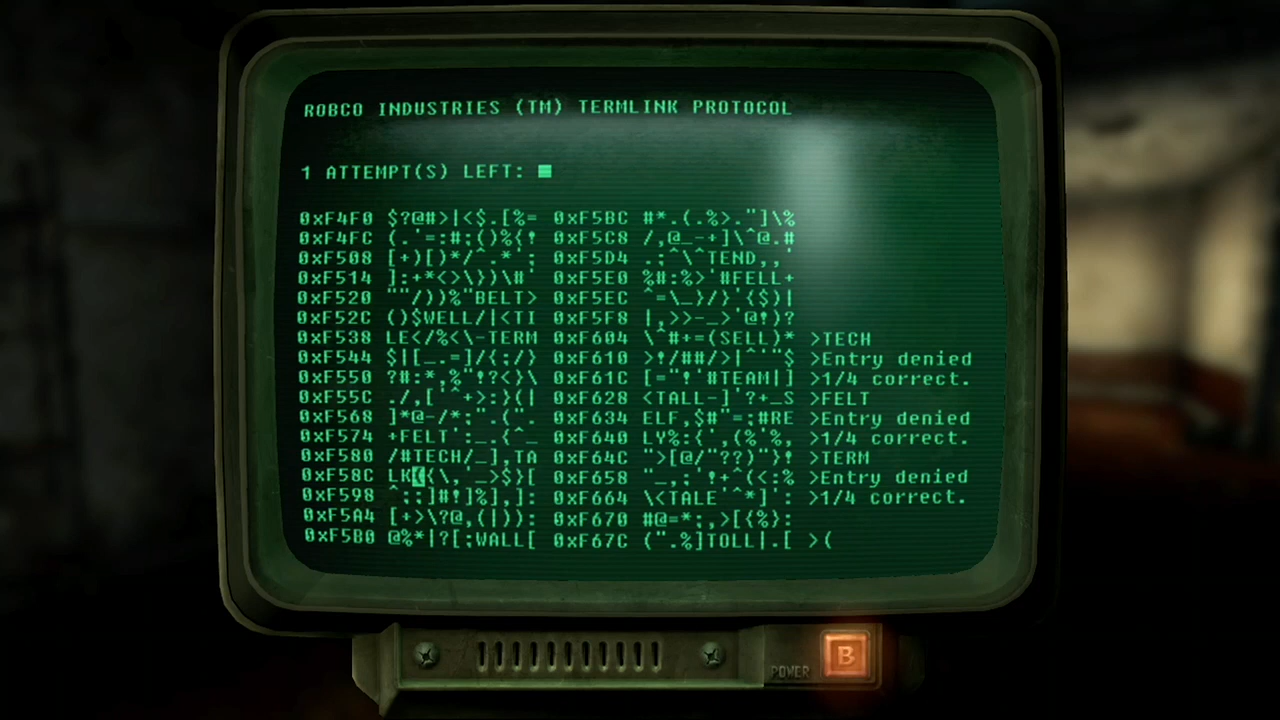 ROBCO INDUSTRIES (TM) TERMLINK PROTOCOL
1 ATTEMPT(S) LEFT:
0xF4F0 $?@#>|<$.[%= 0xF5BC #*.(.%>."]\%
0xF4FC (.'=:#;()%{! 0xF5C8 /,@_-+]\^@.#
0xF508 [+)[)*/^.*'; 0xF5D4 .;^\^TEND,,'
0xF514 ]:+*<>\})\#' 0xF5E0 %#:%>'#FELL+
0xF520 ""/))%"BELT> 0xF5EC ^=\_}/}'{$)|
0xF52C ()$WELL/|<TI 0xF5F8 |,>>-_>'@!)?
0xF538 LE</%<\-TERM 0xF604 \^#+=(SELL)* >TECH
0xF544 $|[_.=]/{;/} 0xF610 >!/##/>|^'"$ >Entry denied
0xF550 ?#:*,%"!?<}\ 0xF61C [="!'#TEAM|] >1/4 correct.
0xF55C ./,['^+>:}(| 0xF628 <TALL-]'?+_S >FELT
0xF568 ]*@-/*:".(". 0xF634 ELF,$#"=;#RE >Entry denied
0xF574 +FELT':_.{^_ 0xF640 LY%:{',(%'%, >1/4 correct.
0xF580 /#TECH/_],TA 0xF64C ">[@/"??)"}! >TERM
0xF58C LK({\,'_>$}[ 0xF658 "_,;'!+^(<:% >Entry denied
0xF598 ^;;]#!]%],]: 0xF664 \<TALE'^*]': >1/4 correct.
0xF5A4 [+>\?@,(|)): 0xF670 #@=*;,>[{%}:
0xF5B0 @%*|?[;WALL[ 0xF67C (".%]TOLL|.[ >(
POWER
B